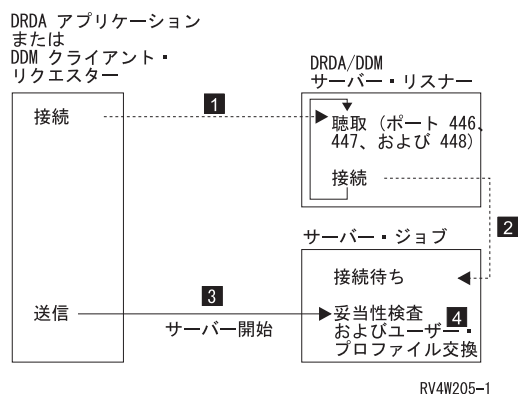 DRDA アプリケーション
または
DDM クライアント・
リクエスター
DRDA/DDM
サーバー・リスナー
接続
1
聴取 (ポート 446、
447、および 448)
接続
2
サーバー・ジョブ
接続待ち
送信
3
サーバー開始
妥当性検査
4
およびユーザー・
プロファイル交換
RV4W205-1